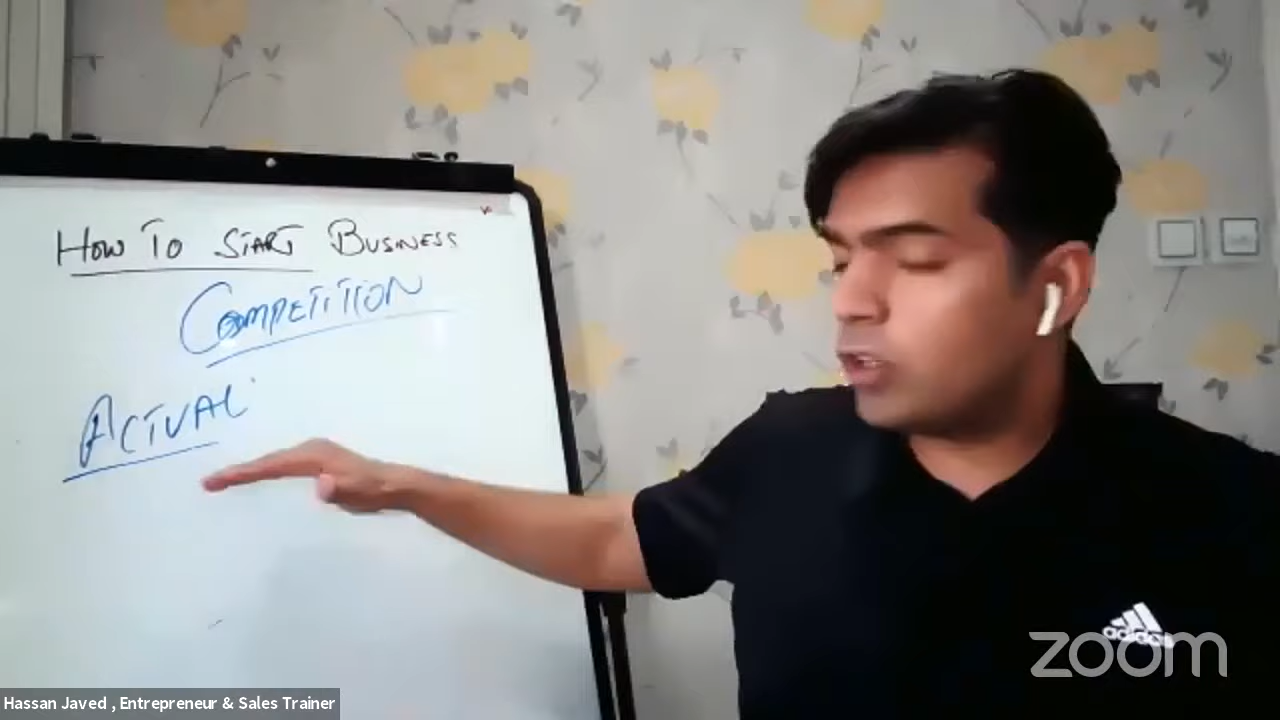 HOW TO START BUSINESS
COMPETITION
ACTUAL
adidas
zoom
Hassan Javed , Entrepreneur & Sales Trainer